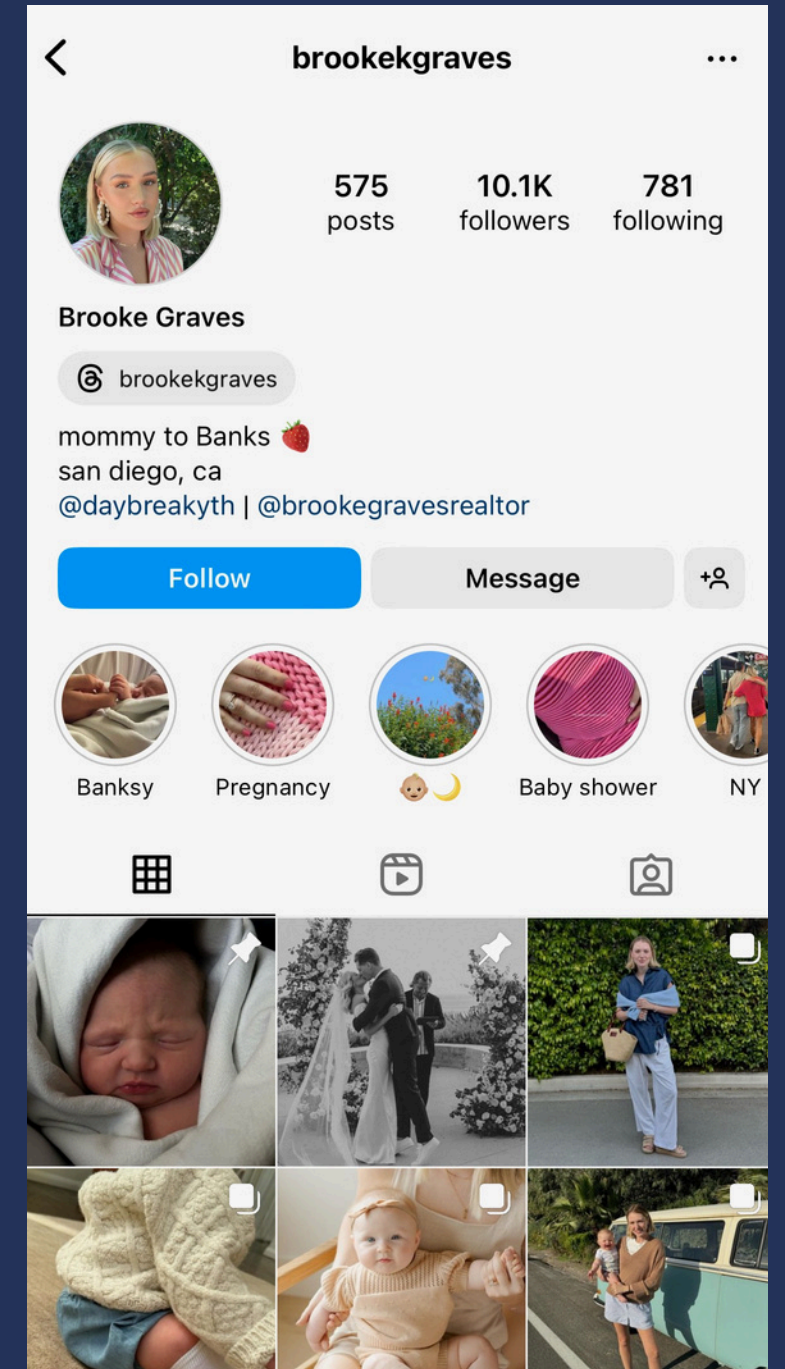 brookekgraves
575 10.1K 781
posts followers following
Brooke Graves
brookekgraves
mommy to Banks 🍓
san diego, ca
@daybreakyth | @brookegravesrealtor
Follow Message
Banksy Pregnancy 👶🏼🌙 Baby shower NY